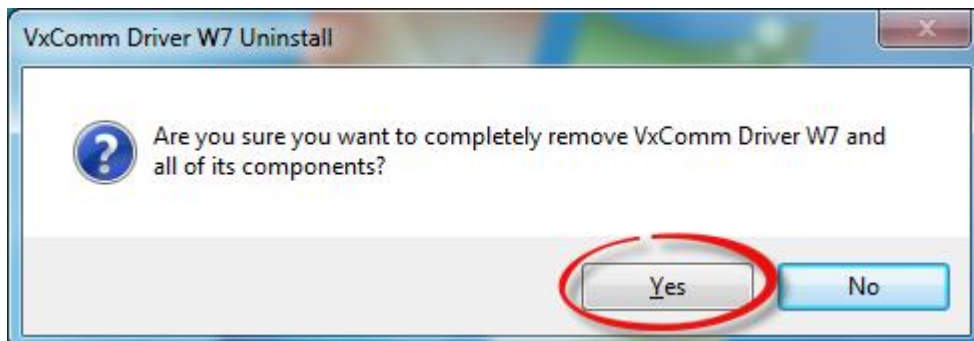 VxComm Driver W7 Uninstall
Are you sure you want to completely remove VxComm Driver W7 and
all of its components?
Yes
No